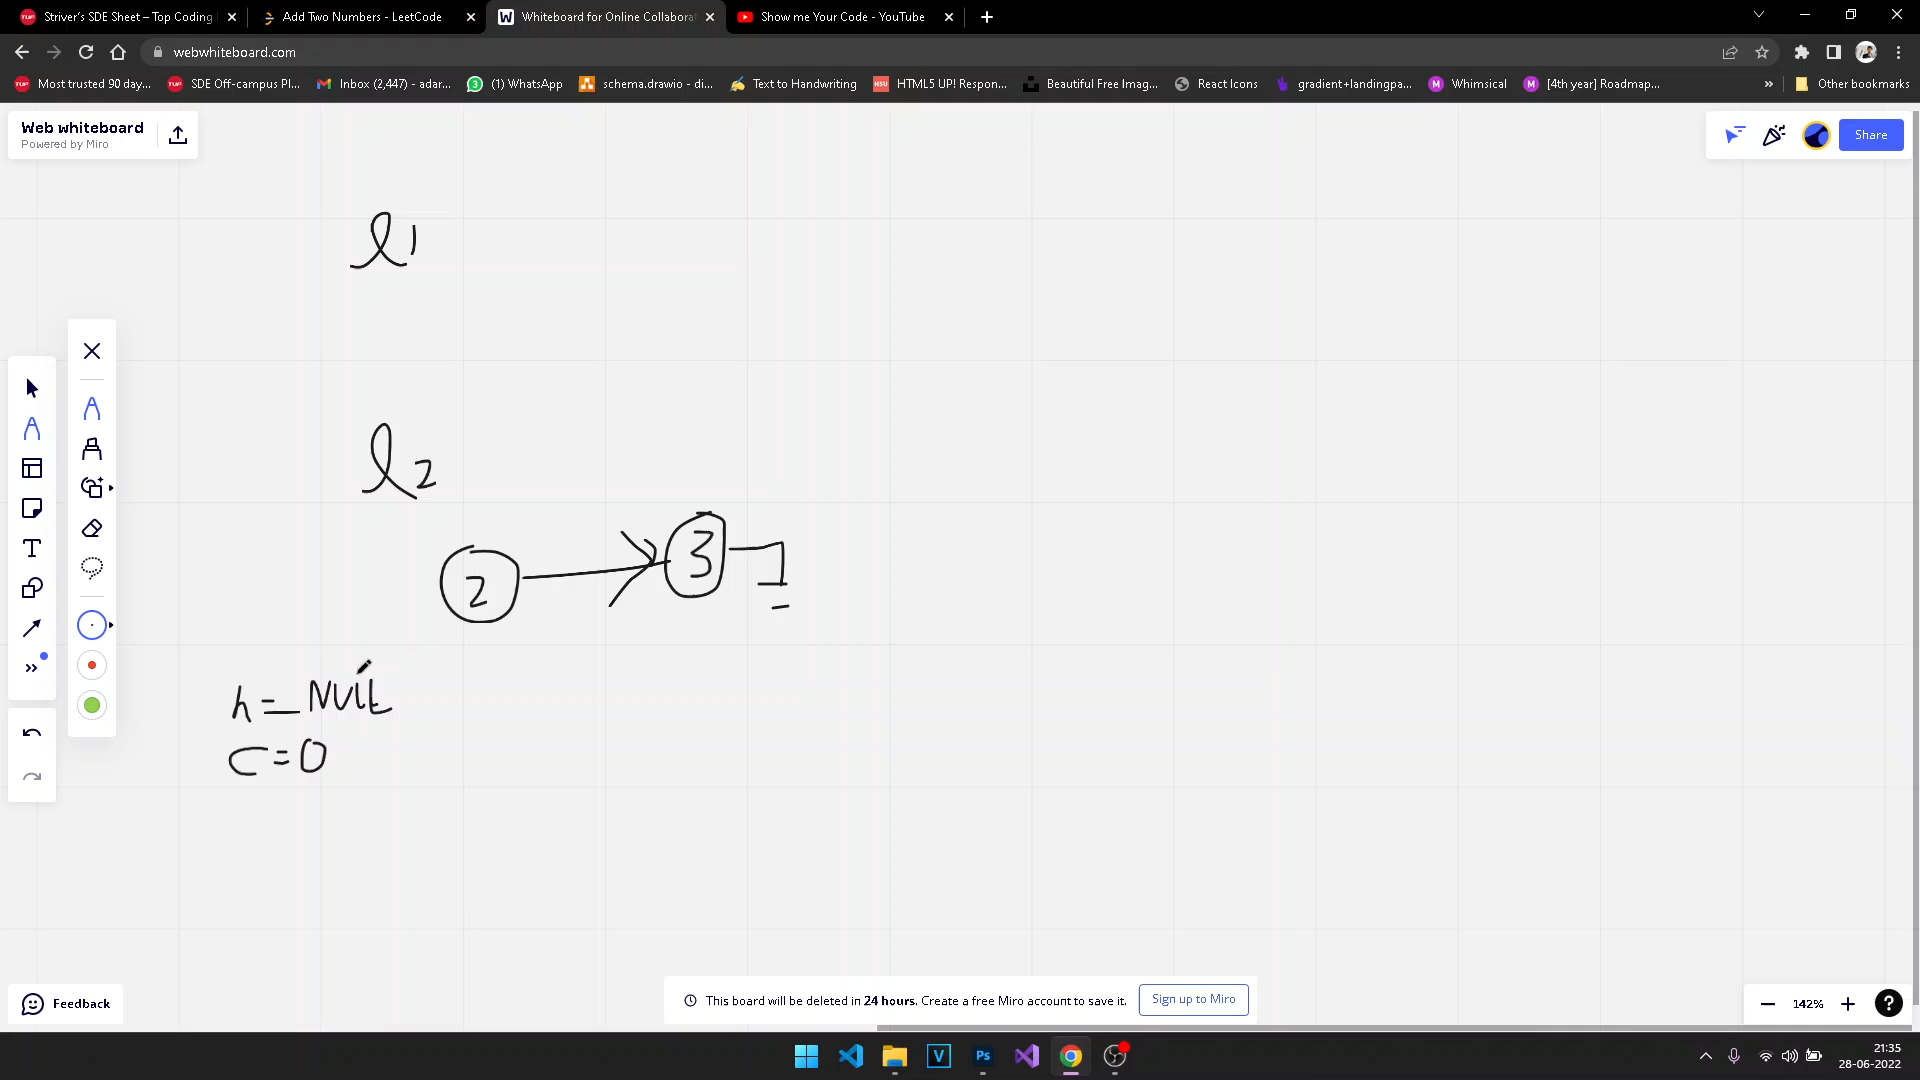 Striver's SDE Sheet – Top Coding
Add Two Numbers - LeetCode
Whiteboard for Online Collabora
Show me Your Code - YouTube
webwhiteboard.com
Most trusted 90 day...
SDE Off-campus Pl...
Inbox (2,447) - adar...
(1) WhatsApp
schema.drawio - di...
Text to Handwriting
HTML5 UP! Respon...
Beautiful Free Imag...
React Icons
gradient+landingpa...
Whimsical
[4th year] Roadmap...
Other bookmarks
Web whiteboard
Powered by Miro
Share
l1
l2
2
3
h = NULL
c = 0
Feedback
This board will be deleted in 24 hours. Create a free Miro account to save it.
Sign up to Miro
142%
21:35
28-06-2022